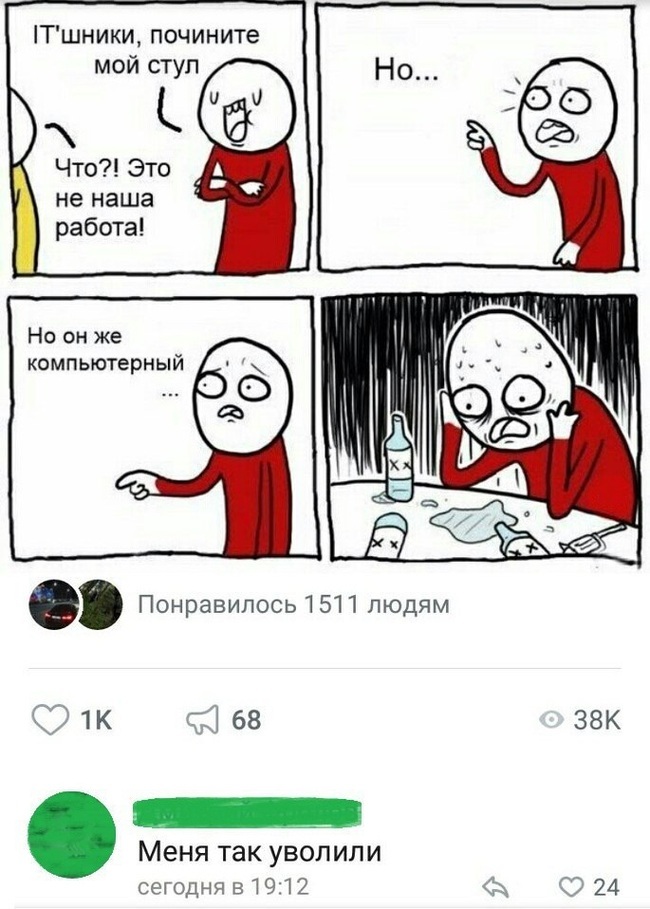 IT'шники, почините
мой стул
Что?! Это
не наша
работа!
Но...
Но он же
компьютерный
...
x x
x x
x x
Понравилось 1511 людям
1K
68
38K
Меня так уволили
сегодня в 19:12
24